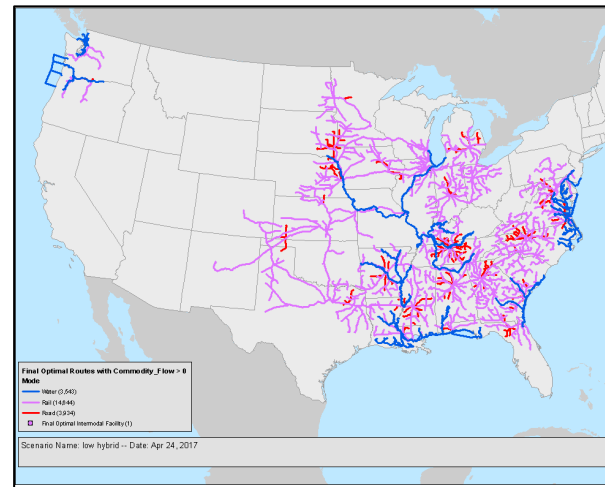 Final Optimal Routes with Commodity_Flow > 0
Mode
Water (3,543)
Rail (14,844)
Road (3,934)
Final Optimal Intermodal Facility (1)
Scenario Name: low hybrid -- Date: Apr 24, 2017